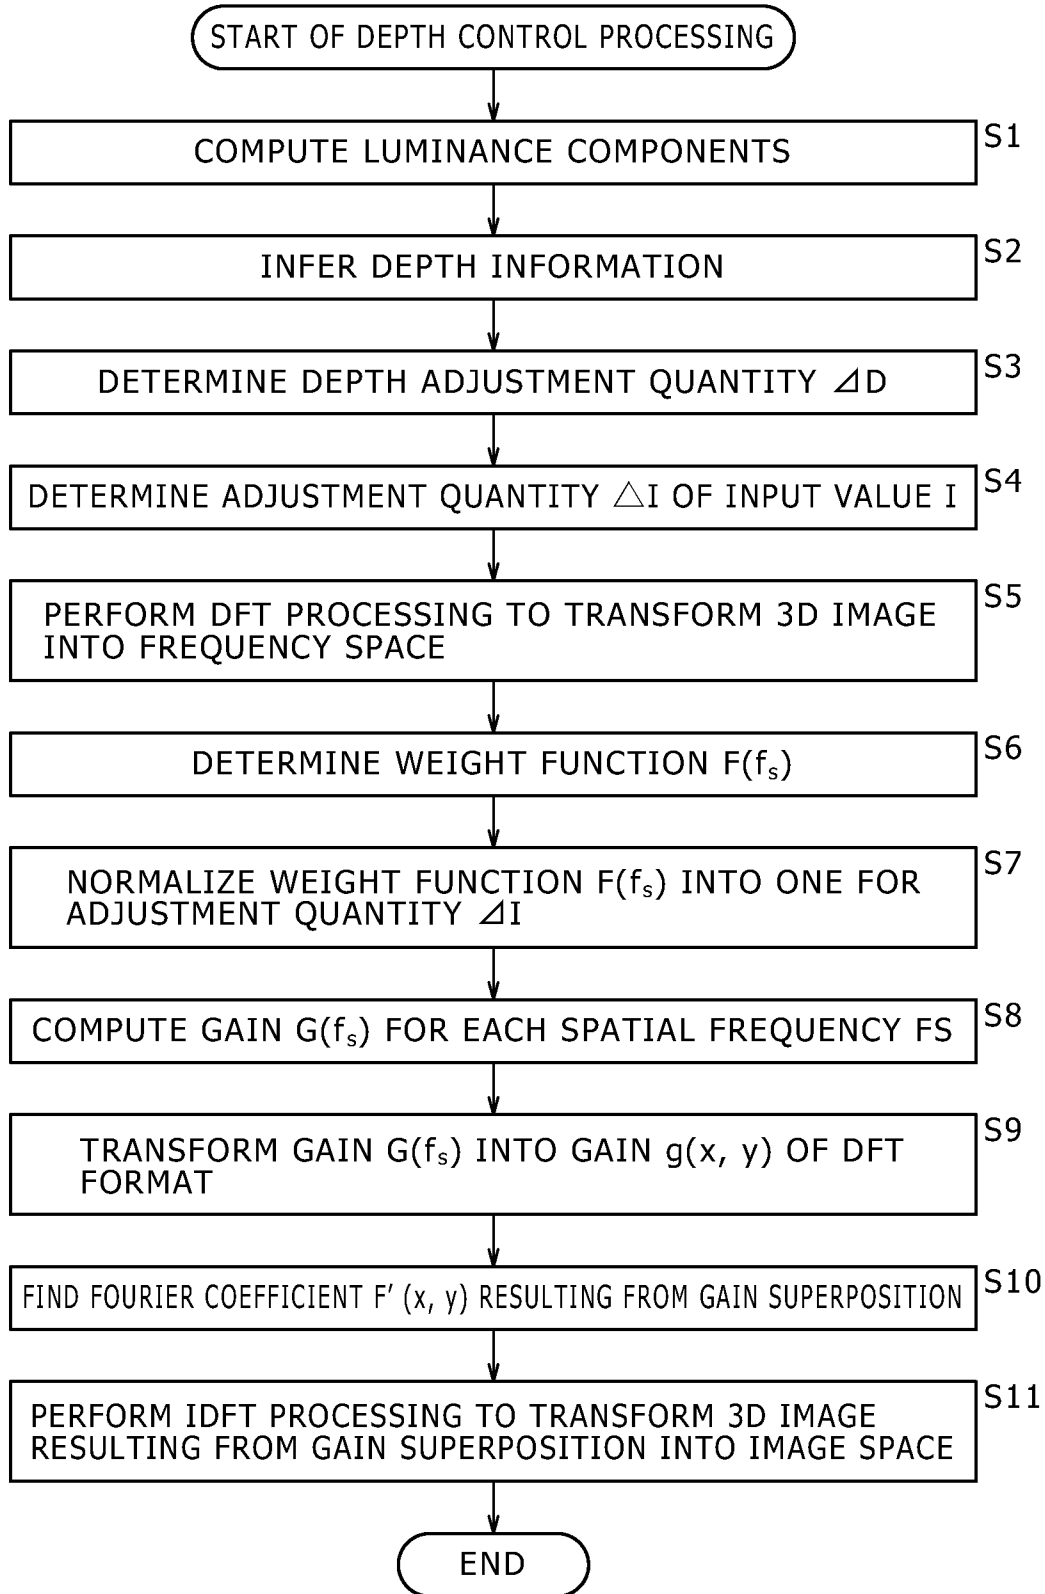 START OF DEPTH CONTROL PROCESSING
S1
COMPUTE LUMINANCE COMPONENTS
S2
INFER DEPTH INFORMATION
S3
DETERMINE DEPTH ADJUSTMENT QUANTITY ⊿D
S4
DETERMINE ADJUSTMENT QUANTITY △I OF INPUT VALUE I
S5
PERFORM DFT PROCESSING TO TRANSFORM 3D IMAGE
INTO FREQUENCY SPACE
S6
DETERMINE WEIGHT FUNCTION F(fₛ)
S7
NORMALIZE WEIGHT FUNCTION F(fₛ) INTO ONE FOR
ADJUSTMENT QUANTITY ⊿I
S8
COMPUTE GAIN G(fₛ) FOR EACH SPATIAL FREQUENCY FS
S9
TRANSFORM GAIN G(fₛ) INTO GAIN g(x, y) OF DFT
FORMAT
S10
FIND FOURIER COEFFICIENT F' (x, y) RESULTING FROM GAIN SUPERPOSITION
S11
PERFORM IDFT PROCESSING TO TRANSFORM 3D IMAGE
RESULTING FROM GAIN SUPERPOSITION INTO IMAGE SPACE
END